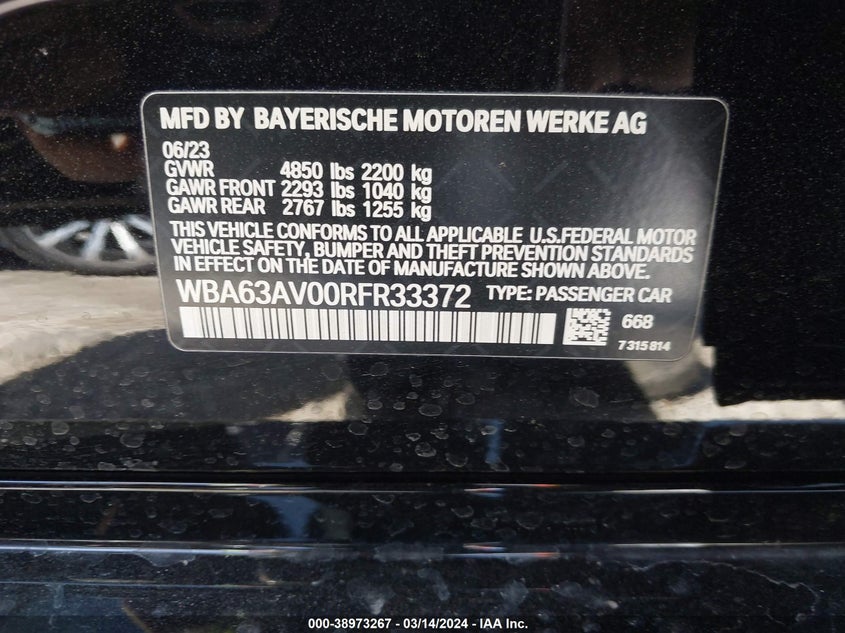 MFD BY BAYERISCHE MOTOREN WERKE AG
06/23
GVWR 4850 lbs 2200 kg
GAWR FRONT 2293 lbs 1040 kg
GAWR REAR 2767 lbs 1255 kg
THIS VEHICLE CONFORMS TO ALL APPLICABLE U.S.FEDERAL MOTOR
VEHICLE SAFETY, BUMPER AND THEFT PREVENTION STANDARDS
IN EFFECT ON THE DATE OF MANUFACTURE SHOWN ABOVE.
WBA63AV00RFR33372 TYPE: PASSENGER CAR
668
7315814
000-38973267 - 03/14/2024 - IAA Inc.